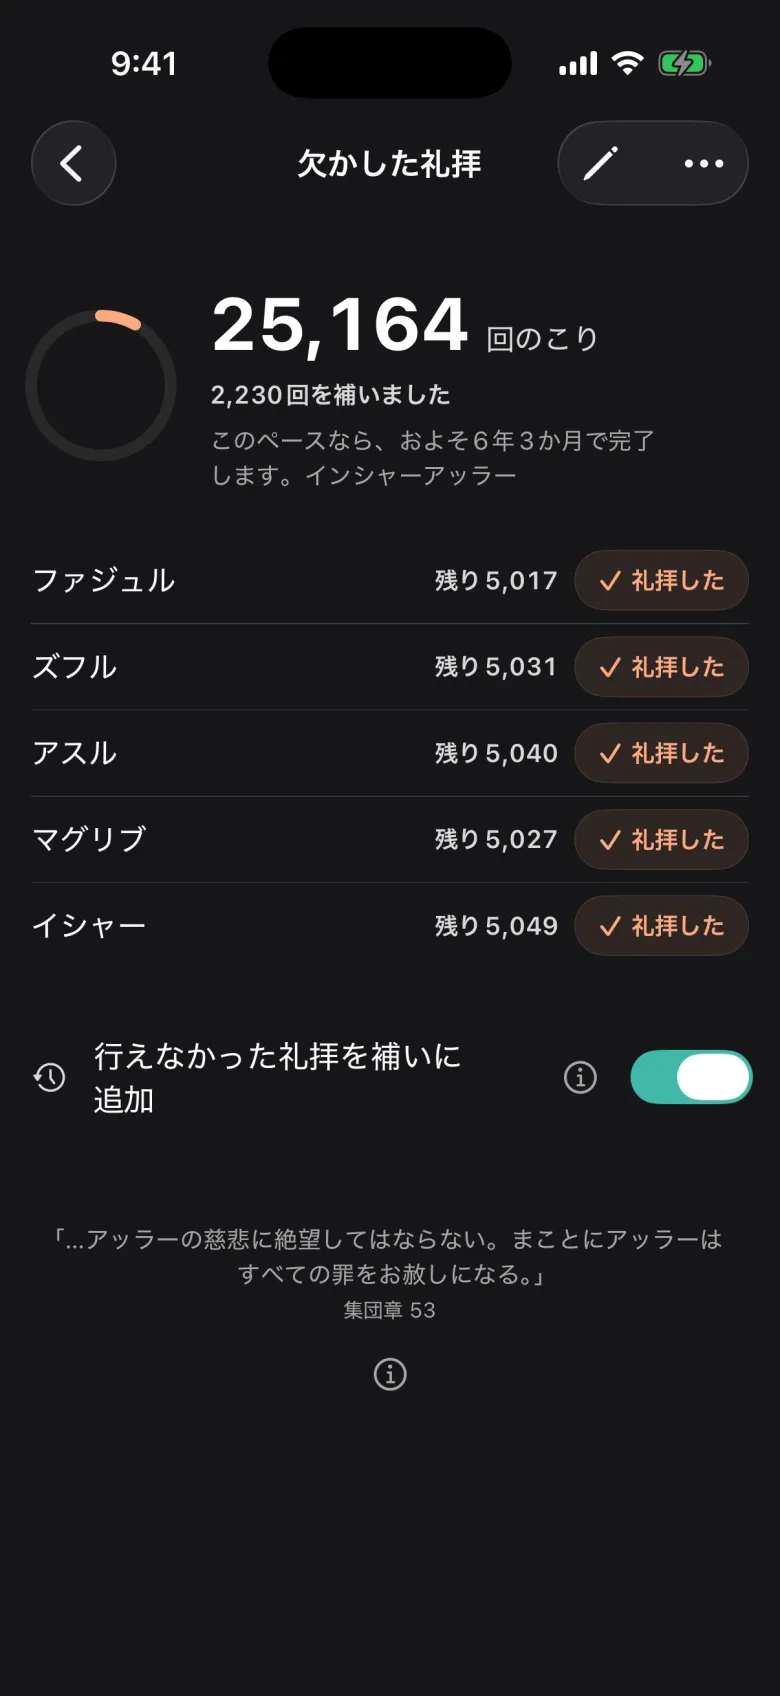 9:41
欠かした礼拝
25,164 回のこり
2,230回を補いました
このペースなら、およそ6年3か月で完了
します。インシャーアッラー
ファジュル 残り 5,017 礼拝した
ズフル 残り 5,031 礼拝した
アスル 残り 5,040 礼拝した
マグリブ 残り 5,027 礼拝した
イシャー 残り 5,049 礼拝した
行えなかった礼拝を補いに
追加
「...アッラーの慈悲に絶望してはならない。まことにアッラーは
すべての罪をお赦しになる。」
集団章 53